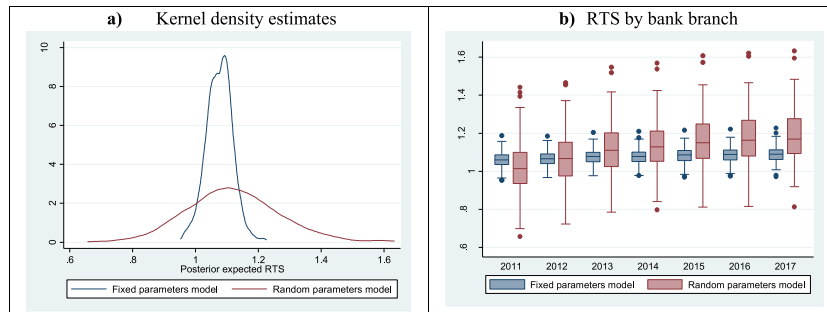 a) Kernel density estimates
10
8
6
4
2
0
.6 .8 1 1.2 1.4 1.6
Posterior expected RTS
Fixed parameters model Random parameters model
b) RTS by bank branch
1.6
1.4
1.2
1
.8
.6
2011 2012 2013 2014 2015 2016 2017
Fixed parameters model Random parameters model